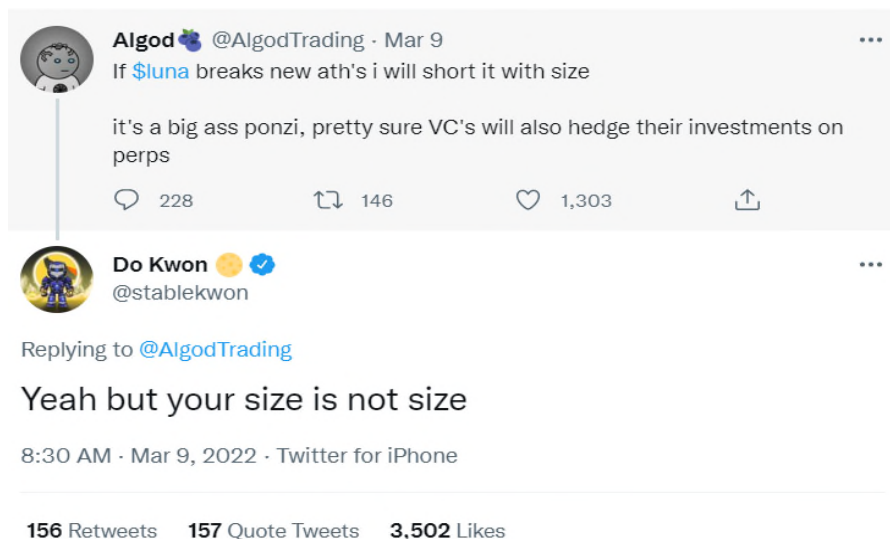 Algod🫐 @AlgodTrading · Mar 9
If $luna breaks new ath's i will short it with size
it's a big ass ponzi, pretty sure VC's will also hedge their investments on
perps
228 146 1,303
Do Kwon 🌕
@stablekwon
Replying to @AlgodTrading
Yeah but your size is not size
8:30 AM · Mar 9, 2022 · Twitter for iPhone
156 Retweets 157 Quote Tweets 3,502 Likes